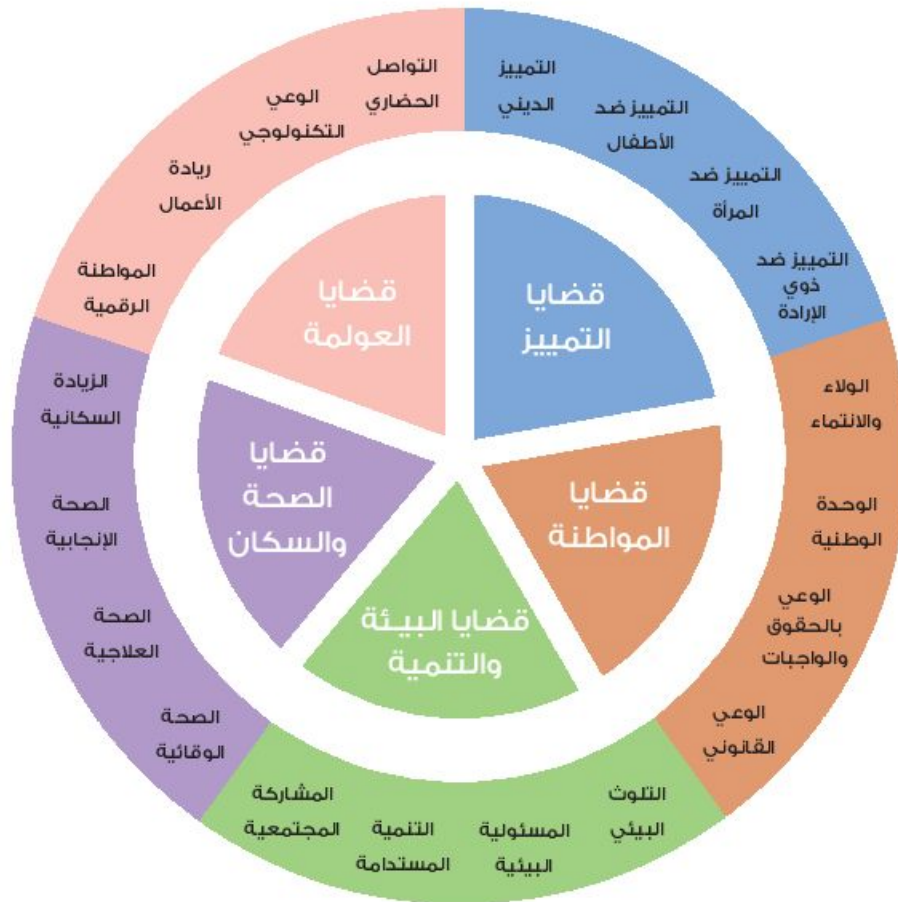 قضايا
التمييز
التمييز
الديني
التمييز ضد
الأطفال
التمييز ضد
المرأة
التمييز ضد
ذوي
الإرادة
قضايا
المواطنة
الولاء
والانتماء
الوحدة
الوطنية
الوعي
بالحقوق
والواجبات
الوعي
القانوني
قضايا البيئة
والتنمية
التلوث
البيئي
المسئولية
البيئية
التنمية
المستدامة
المشاركة
المجتمعية
قضايا
الصحة
والسكان
الصحة
الوقائية
الصحة
العلاجية
الصحة
الإنجابية
الزيادة
السكانية
قضايا
العولمة
المواطنة
الرقمية
ريادة
الأعمال
الوعي
التكنولوجي
التواصل
الحضاري